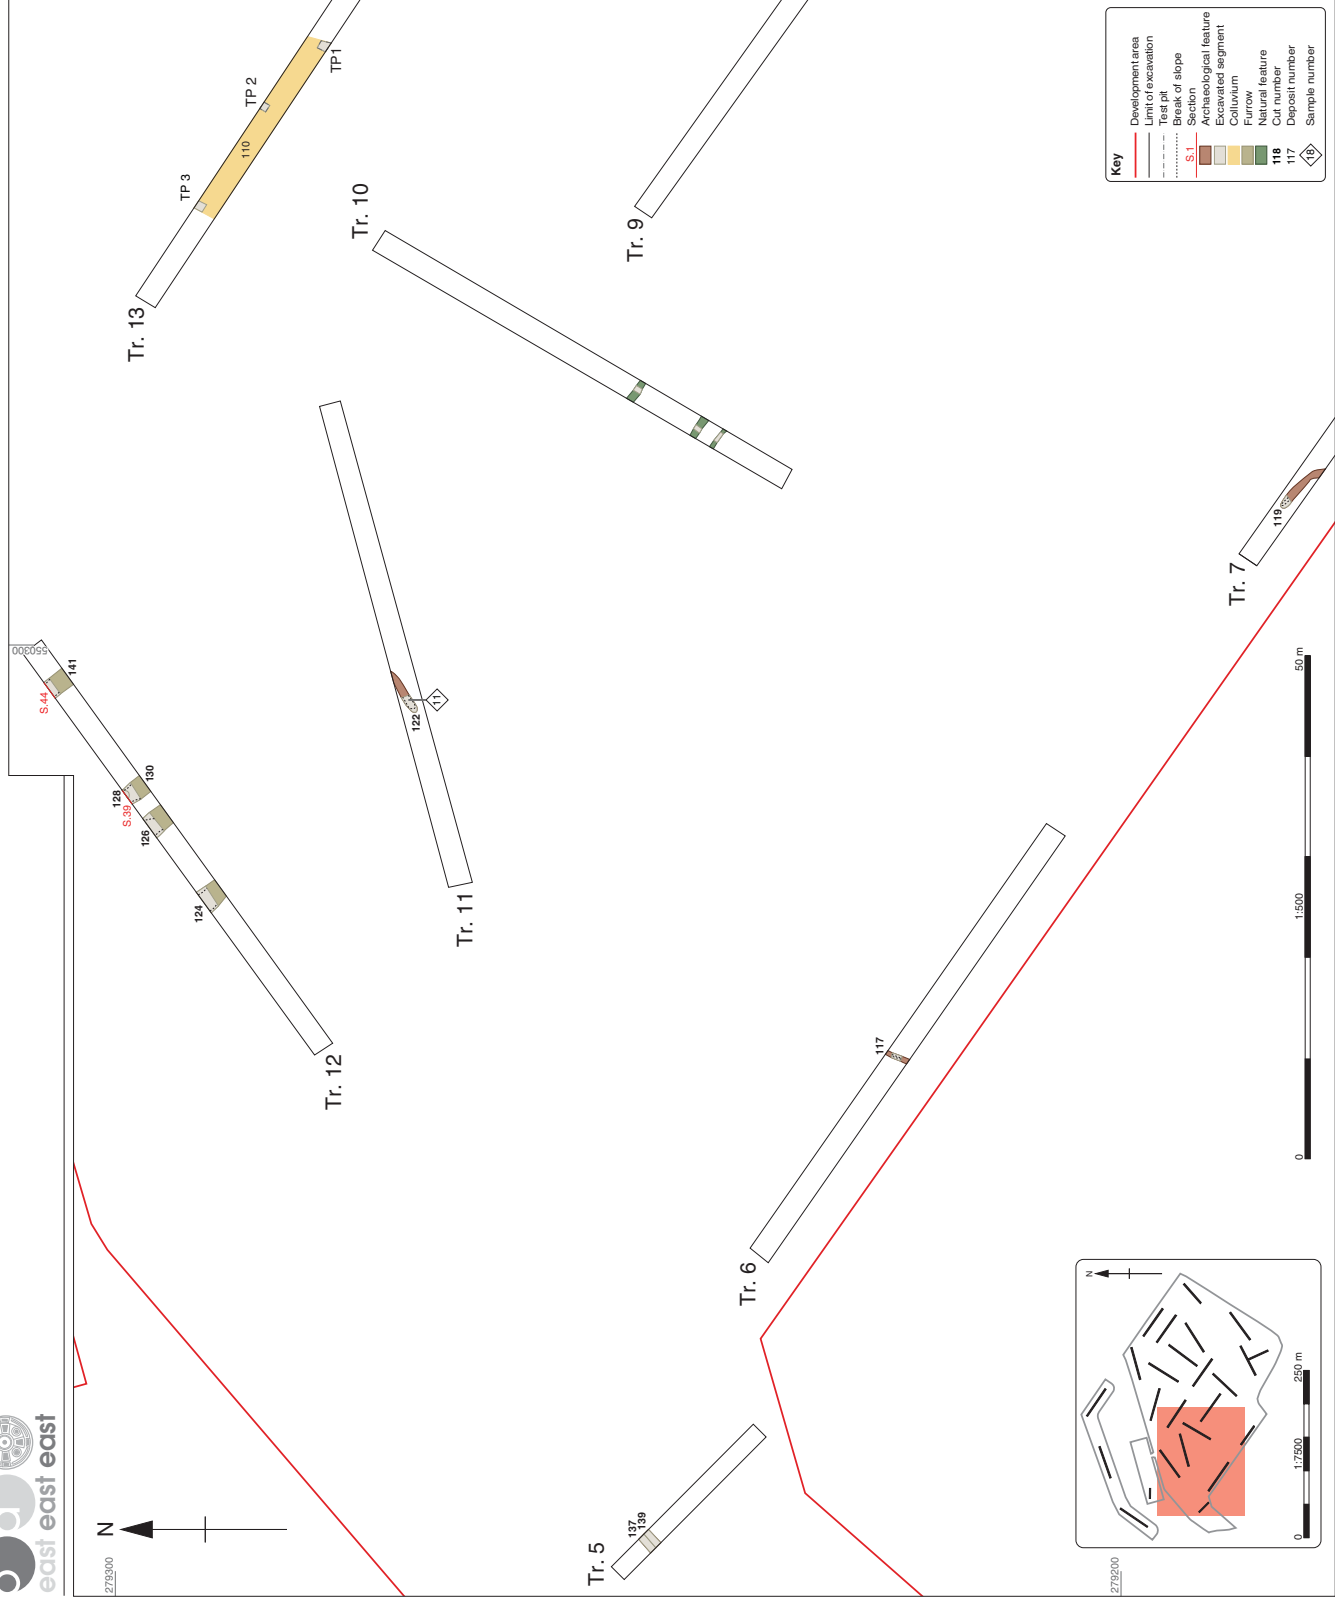 east east east
N
279300
279200
550300
Tr. 13
TP 3
110
TP 2
TP1
Tr. 10
Tr. 9
Tr. 12
124
126
128
S.39
130
S.44
141
Tr. 11
122
11
Tr. 7
119
Tr. 6
117
Tr. 5
137
139
Key
Development area
Limit of excavation
Test pit
Break of slope
S.1 Section
Archaeological feature
Excavated segment
Colluvium
Furrow
Natural feature
118 Cut number
117 Deposit number
18 Sample number
0 1:500 50 m
N
0 1:7500 250 m